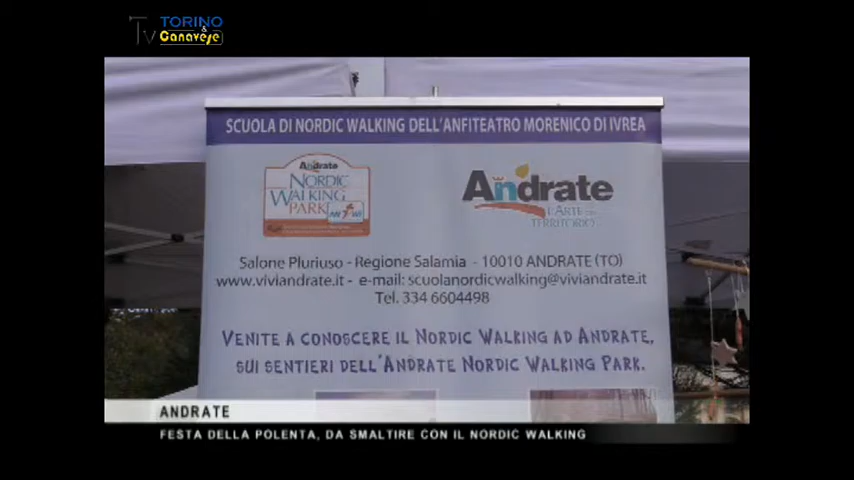 Tv TORINO
&
Canavese
SCUOLA DI NORDIC WALKING DELL'ANFITEATRO MORENICO DI IVREA
Andrate
NORDIC
WALKING
PARK
Andrate
L'ARTE DEL
TERRITORIO
Salone Pluriuso - Regione Salamia - 10010 ANDRATE (TO)
www.viviandrate.it - e-mail: scuolanordicwalking@viviandrate.it
Tel. 334 6604498
VENITE A CONOSCERE IL NORDIC WALKING AD ANDRATE,
SUI SENTIERI DELL'ANDRATE NORDIC WALKING PARK.
ANDRATE
FESTA DELLA POLENTA, DA SMALTIRE CON IL NORDIC WALKING